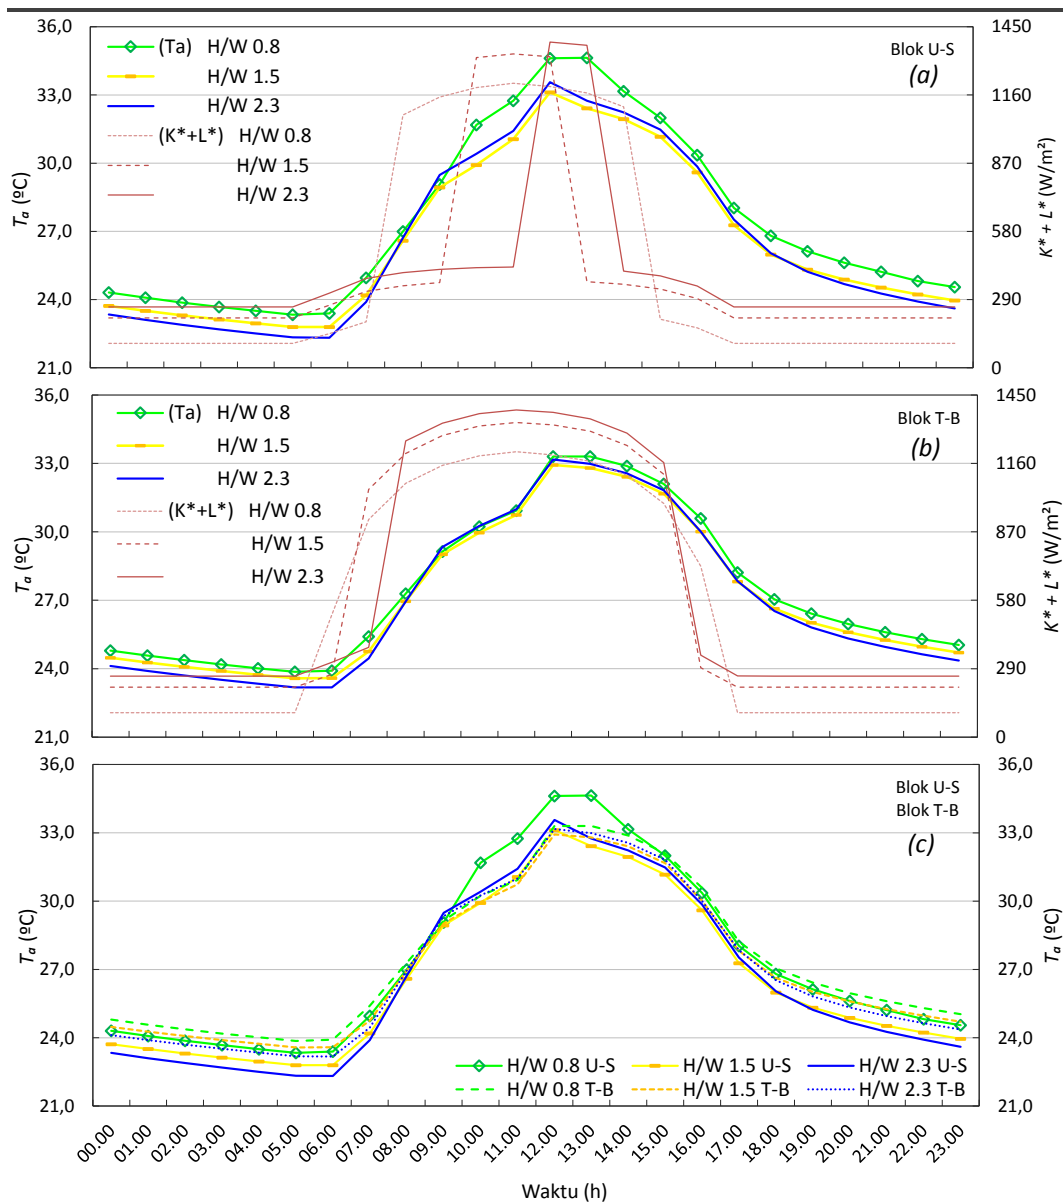 36,0
33,0
30,0
27,0
24,0
21,0
Tₐ (ºC)
(Ta) H/W 0.8
H/W 1.5
H/W 2.3
(K*+L*) H/W 0.8
H/W 1.5
H/W 2.3
Blok U-S
(a)
1450
1160
870
580
290
0
K* + L* (W/m²)
36,0
33,0
30,0
27,0
24,0
21,0
Tₐ (ºC)
(Ta) H/W 0.8
H/W 1.5
H/W 2.3
(K*+L*) H/W 0.8
H/W 1.5
H/W 2.3
Blok T-B
(b)
1450
1160
870
580
290
0
K* + L* (W/m²)
36,0
33,0
30,0
27,0
24,0
21,0
Tₐ (ºC)
Blok U-S
Blok T-B
(c)
36,0
33,0
30,0
27,0
24,0
21,0
Tₐ (ºC)
H/W 0.8 U-S H/W 1.5 U-S H/W 2.3 U-S
H/W 0.8 T-B H/W 1.5 T-B H/W 2.3 T-B
00.00 01.00 02.00 03.00 04.00 05.00 06.00 07.00 08.00 09.00 10.00 11.00 12.00 13.00 14.00 15.00 16.00 17.00 18.00 19.00 20.00 21.00 22.00 23.00
Waktu (h)